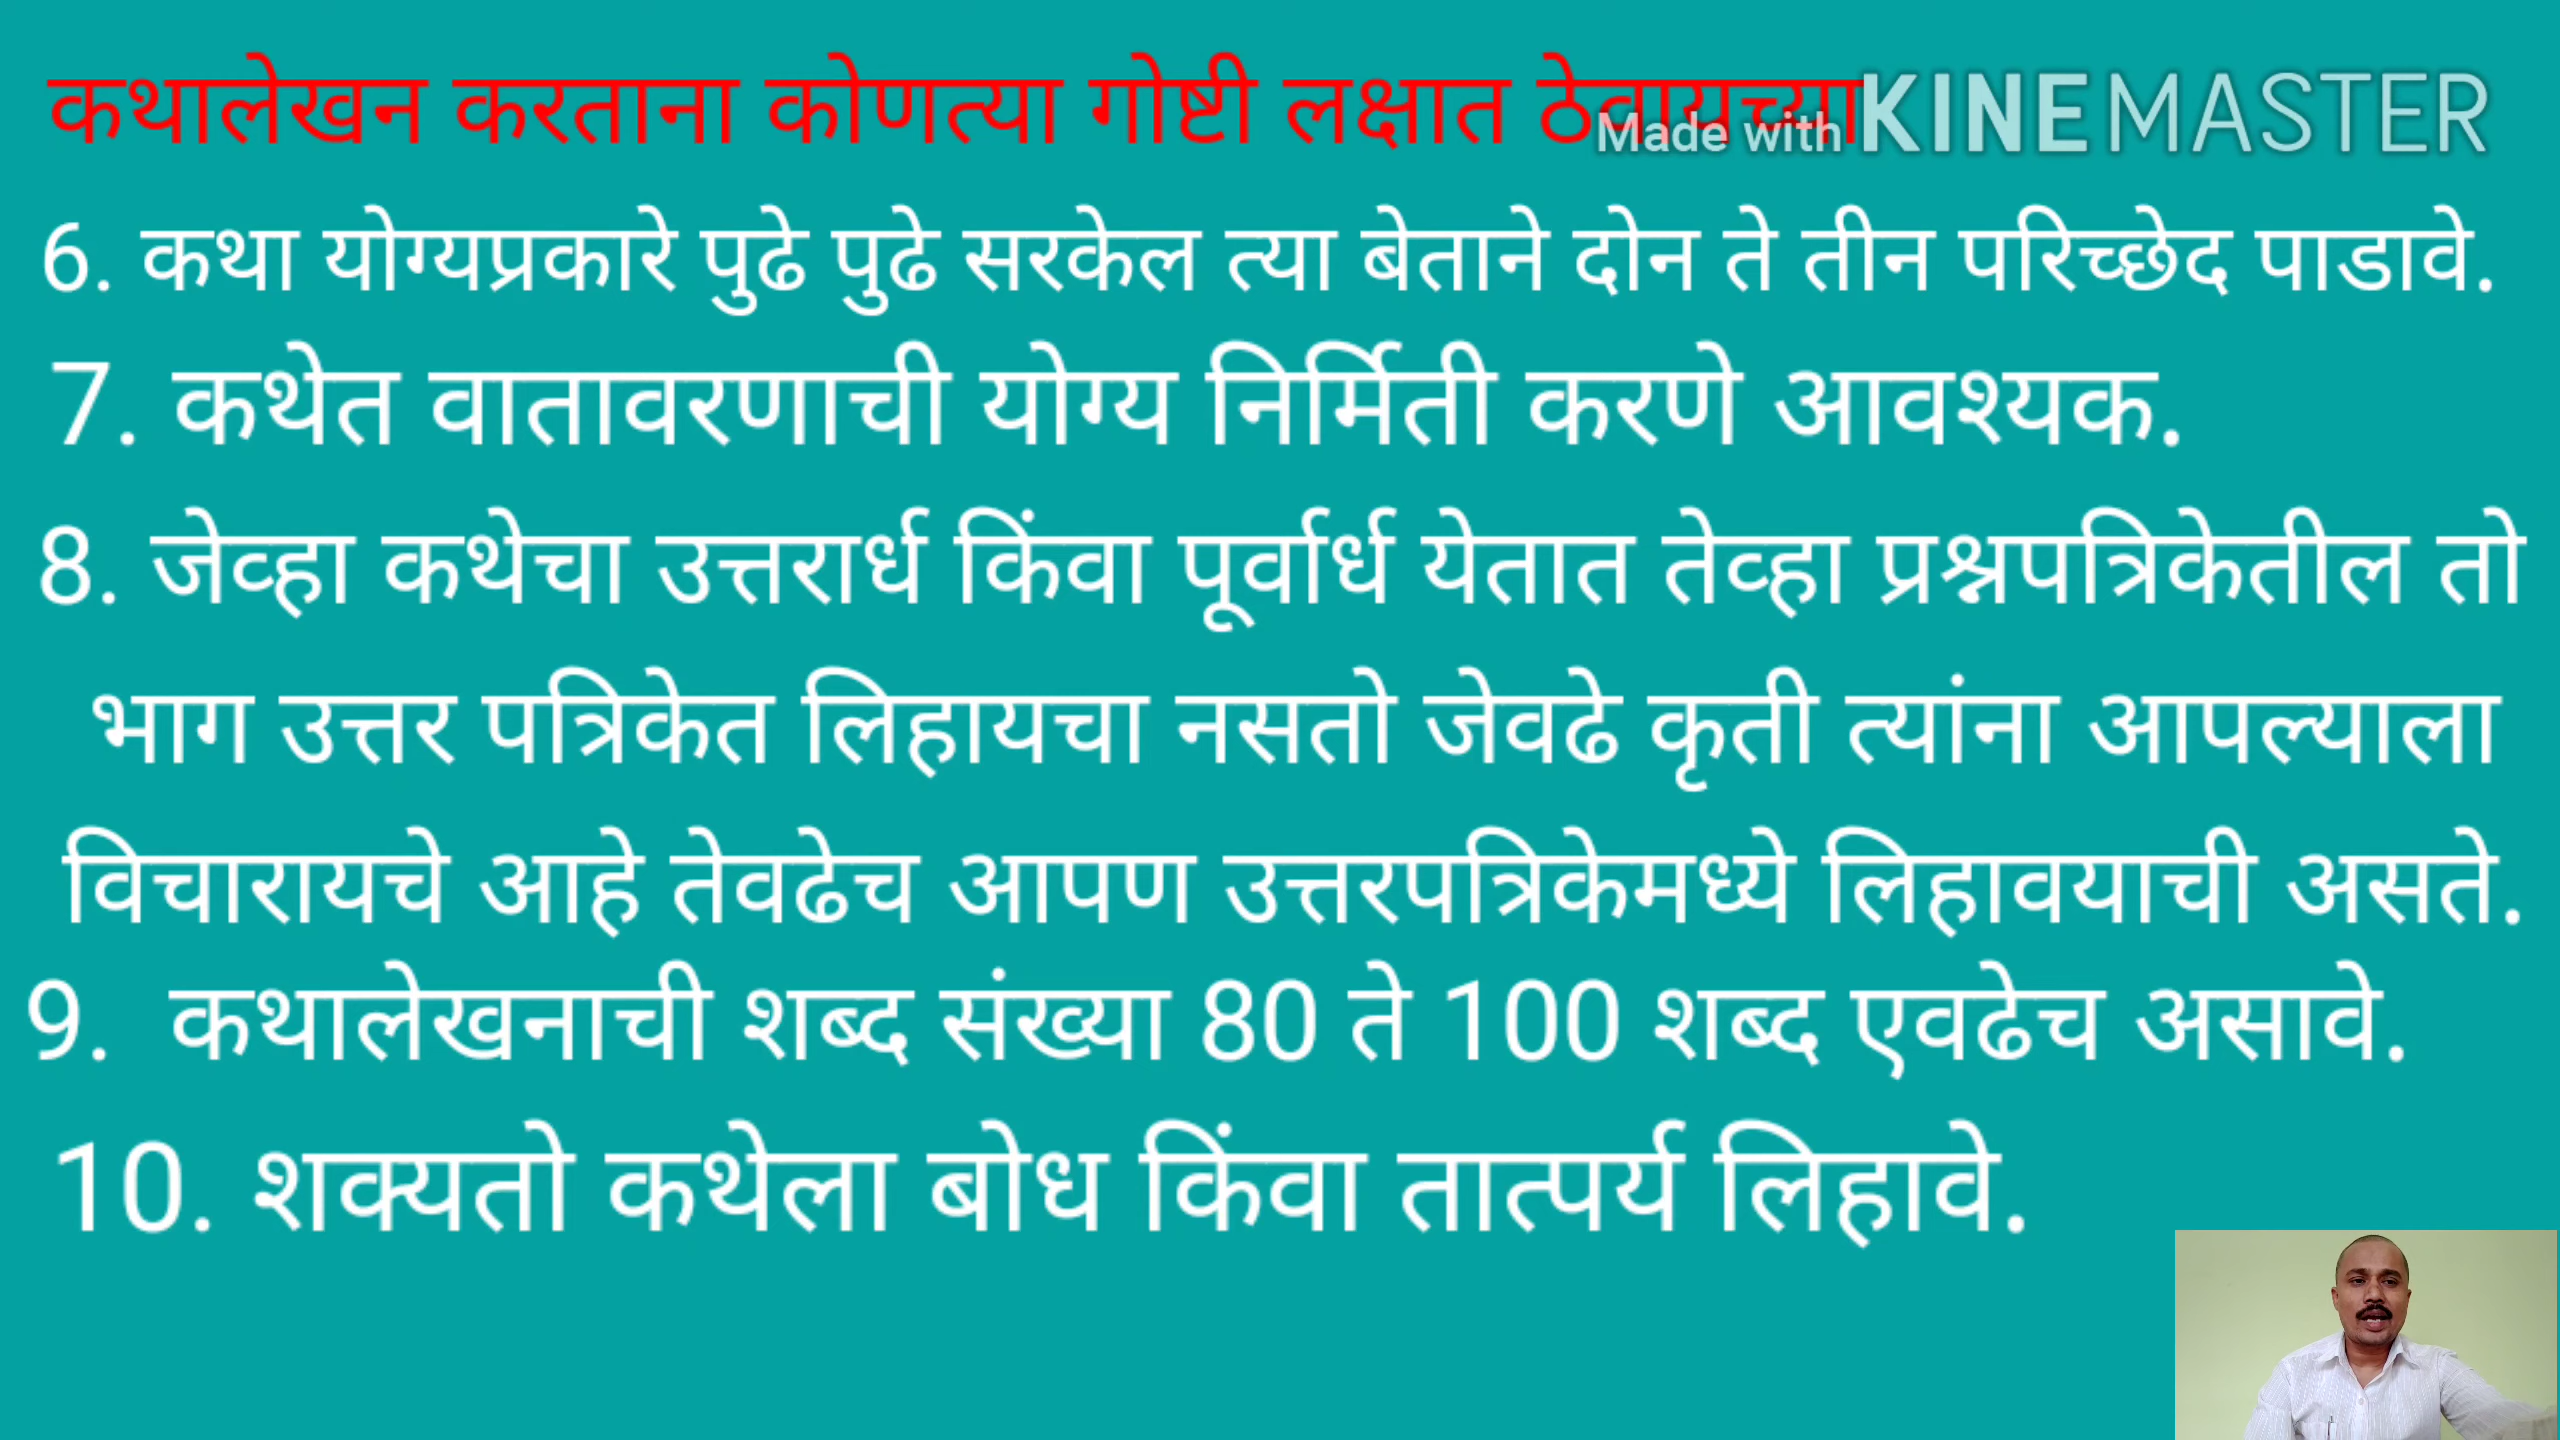 कथालेखन करताना कोणत्या गोष्टी लक्षात ठेवायच्या
Made with KINEMASTER
6. कथा योग्यप्रकारे पुढे पुढे सरकेल त्या बेताने दोन ते तीन परिच्छेद पाडावे.
7. कथेत वातावरणाची योग्य निर्मिती करणे आवश्यक.
8. जेव्हा कथेचा उत्तरार्ध किंवा पूर्वार्ध येतात तेव्हा प्रश्नपत्रिकेतील तो
भाग उत्तर पत्रिकेत लिहायचा नसतो जेवढे कृती त्यांना आपल्याला
विचारायचे आहे तेवढेच आपण उत्तरपत्रिकेमध्ये लिहावयाची असते.
9. कथालेखनाची शब्द संख्या 80 ते 100 शब्द एवढेच असावे.
10. शक्यतो कथेला बोध किंवा तात्पर्य लिहावे.